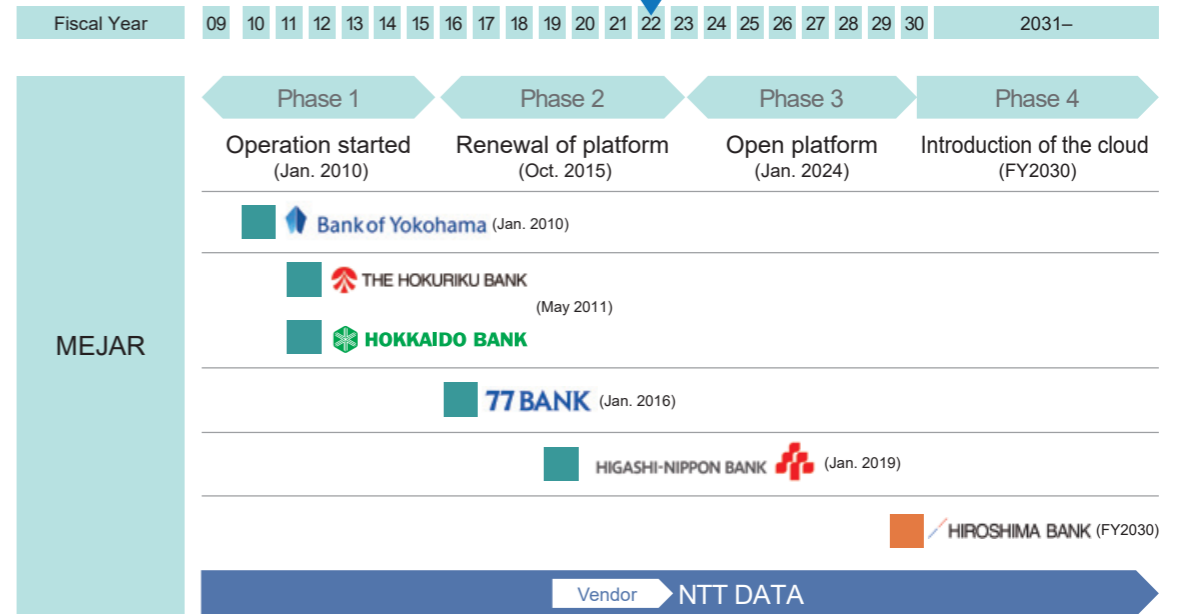 Fiscal Year 09 10 11 12 13 14 15 16 17 18 19 20 21 22 23 24 25 26 27 28 29 30 2031–
MEJAR
Phase 1 Phase 2 Phase 3 Phase 4
Operation started Renewal of platform Open platform Introduction of the cloud
(Jan. 2010) (Oct. 2015) (Jan. 2024) (FY2030)
Bank of Yokohama (Jan. 2010)
THE HOKURIKU BANK
(May 2011)
HOKKAIDO BANK
77 BANK (Jan. 2016)
HIGASHI-NIPPON BANK (Jan. 2019)
HIROSHIMA BANK (FY2030)
Vendor NTT DATA